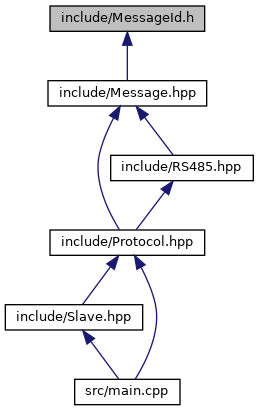 include/MessageId.h
include/Message.hpp
include/RS485.hpp
include/Protocol.hpp
include/Slave.hpp
src/main.cpp